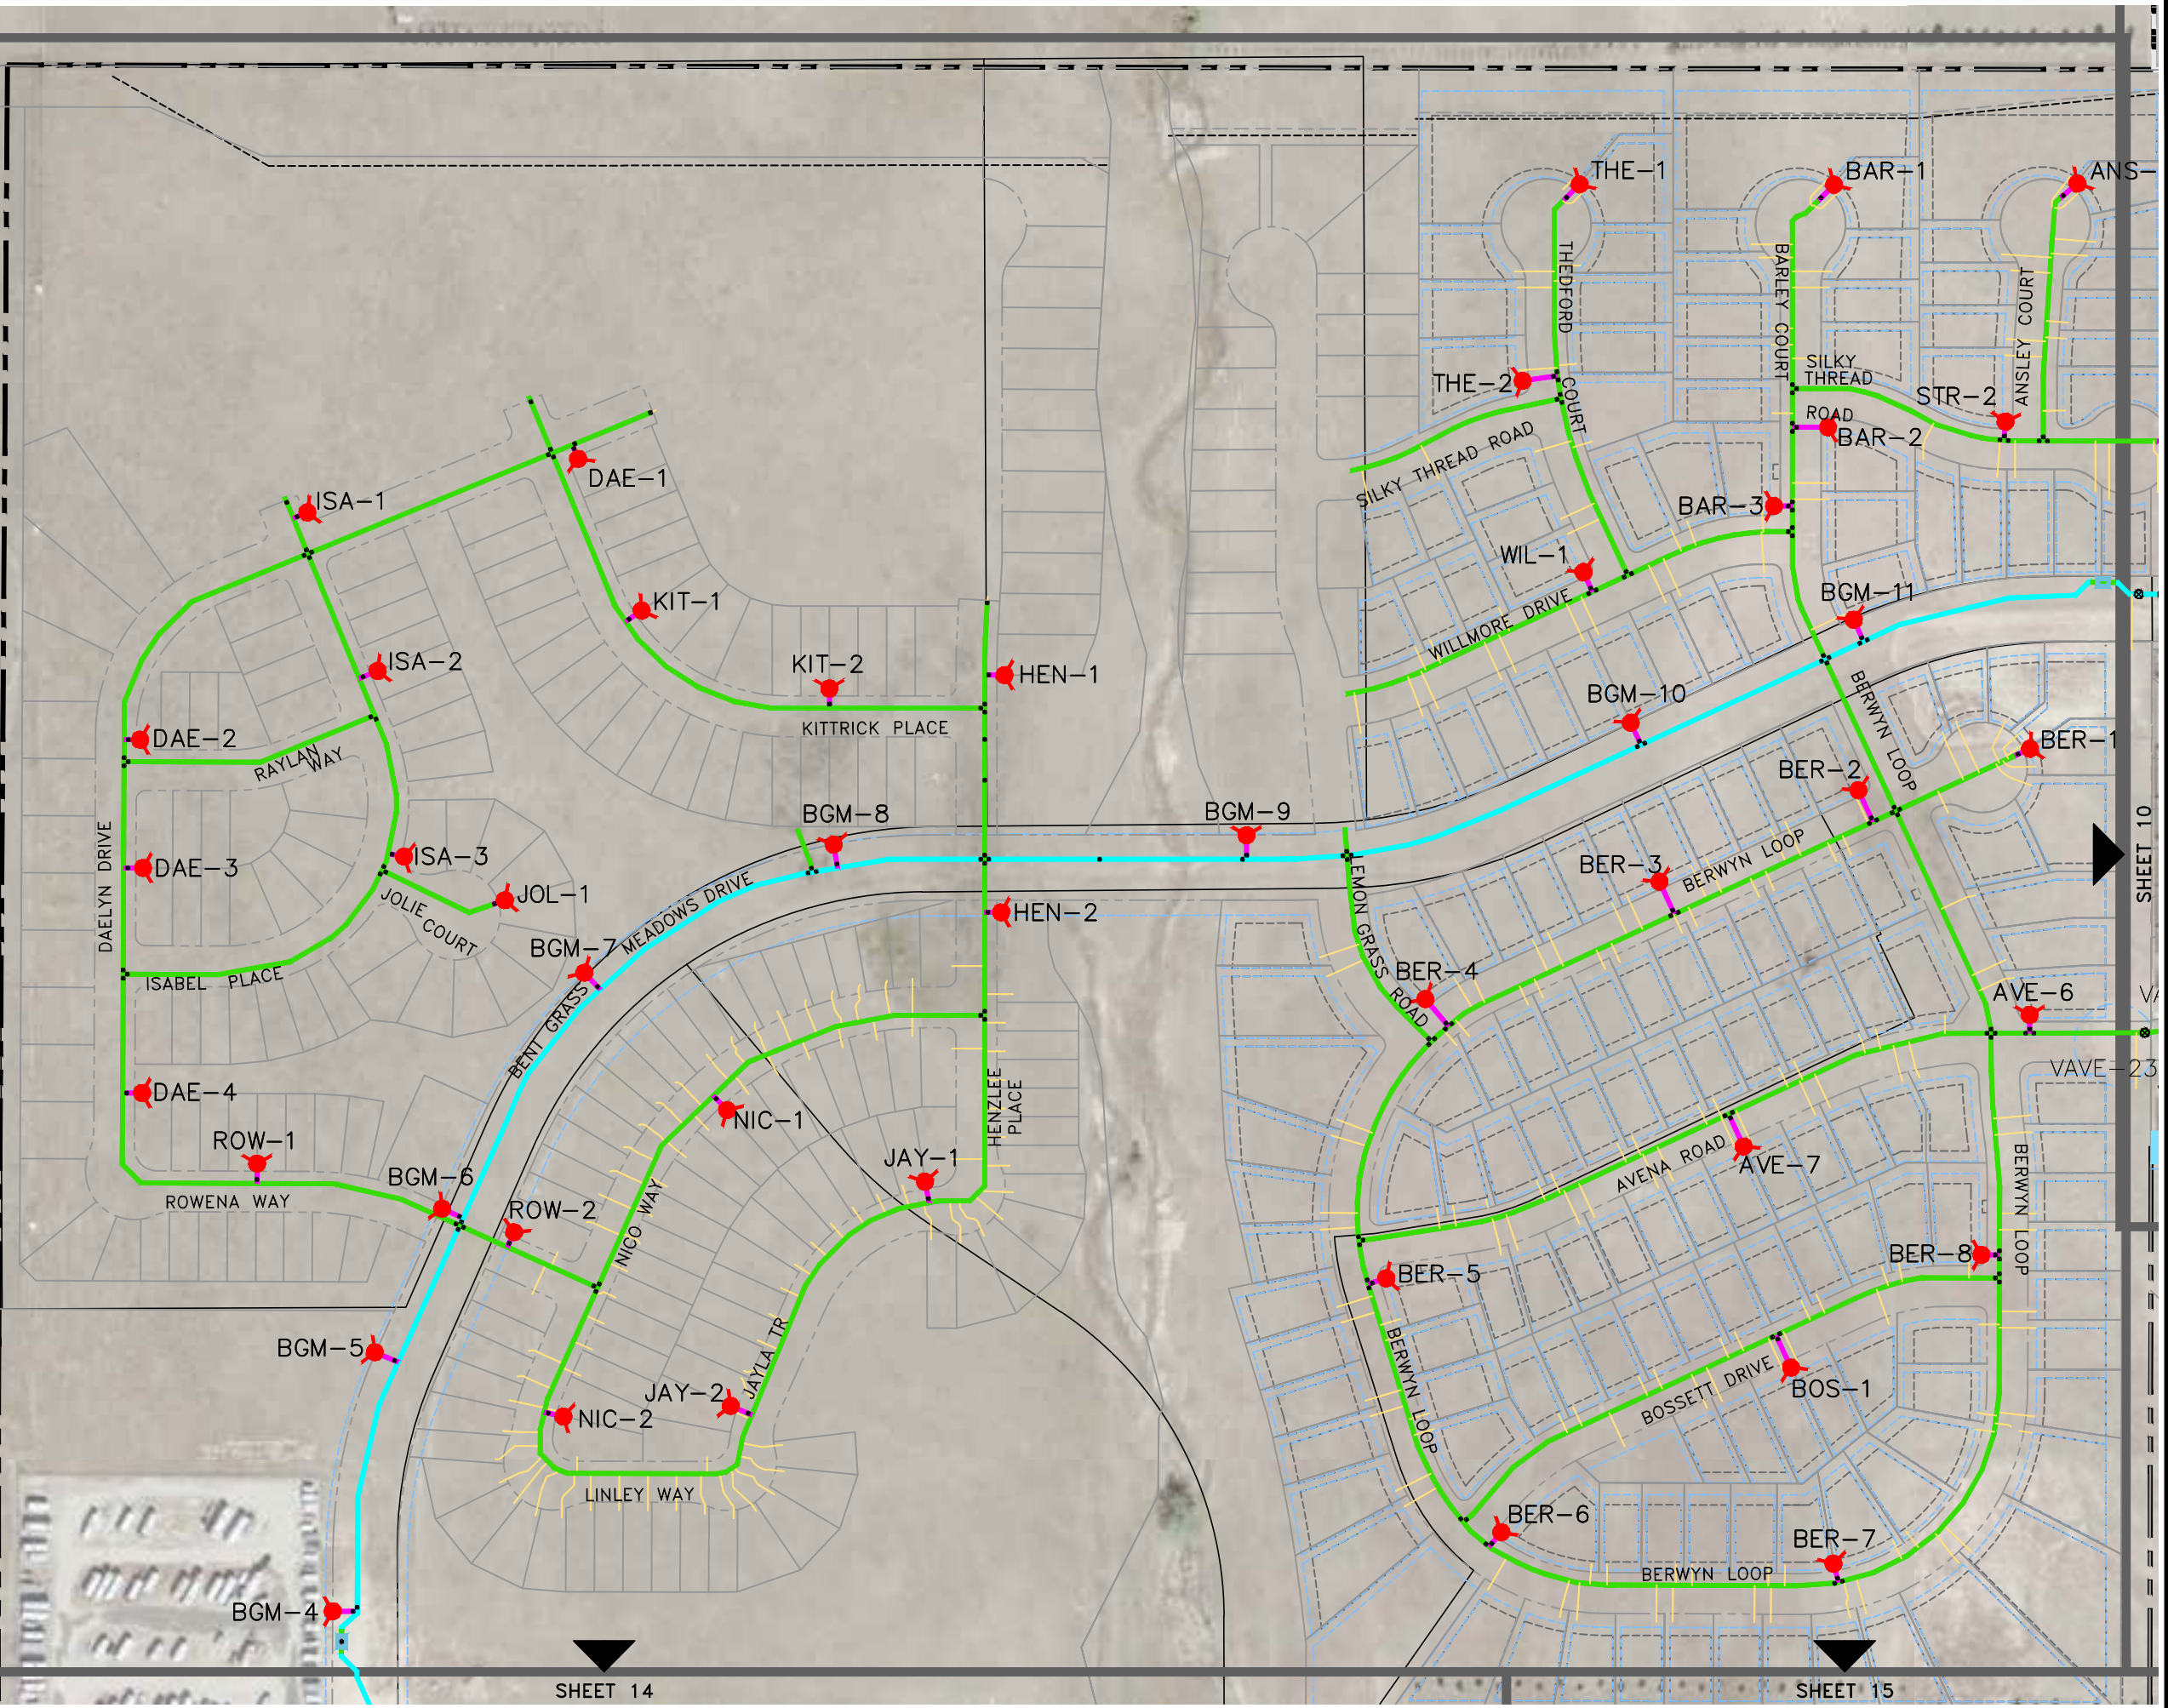 THE-1
BAR-1
ANS-
THEDFORD
COURT
BARLEY COURT
ANSLEY COURT
SILKY
THREAD
ROAD
THE-2
STR-2
BAR-2
SILKY THREAD ROAD
BAR-3
DAE-1
ISA-1
WIL-1
KIT-1
BGM-11
WILLMORE DRIVE
ISA-2
KIT-2
HEN-1
BGM-10
BERWYN LOOP
KITTRICK PLACE
DAE-2
RAYLAN
WAY
BER-1
BER-2
BGM-8
BGM-9
SHEET 10
ISA-3
DAE-3
DAELYN DRIVE
JOL-1
JOLIE
COURT
BER-3
BERWYN LOOP
LEMON GRASS
ROAD
HEN-2
BGM-7
BENT GRASS
MEADOWS DRIVE
ISABEL PLACE
BER-4
AVE-6
VA
VAVE-23
DAE-4
NIC-1
HENZLEE
PLACE
ROW-1
JAY-1
AVENA ROAD
AVE-7
BGM-6
ROWENA WAY
ROW-2
NICO WAY
BERWYN LOOP
BER-8
BER-5
BGM-5
JAYLA TR
BERWYN LOOP
JAY-2
NIC-2
BOSSETT DRIVE
BOS-1
LINLEY WAY
BER-6
BER-7
BERWYN LOOP
BGM-4
SHEET 14
SHEET 15